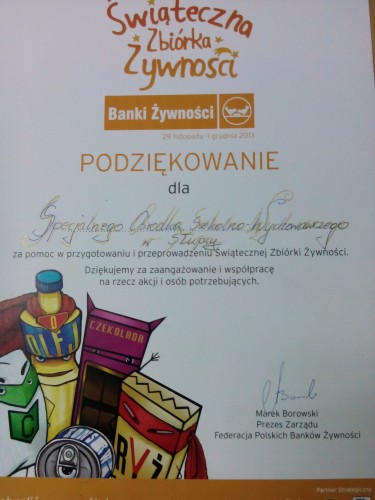 Świąteczna
Zbiórka
Żywności
Banki Żywności
29 listopada-1 grudnia 2013
PODZIĘKOWANIE
dla
Specjalnego Ośrodka Szkolno-Wychowawczego
w Słupcy
za pomoc w przygotowaniu i przeprowadzeniu Świątecznej Zbiórki Żywności.
Dziękujemy za zaangażowanie i współpracę
na rzecz akcji i osób potrzebujących.
OLEJ
CZEKOLADA
C
RYŻ
Marek Borowski
Prezes Zarządu
Federacja Polskich Banków Żywności
Partner Strategiczny